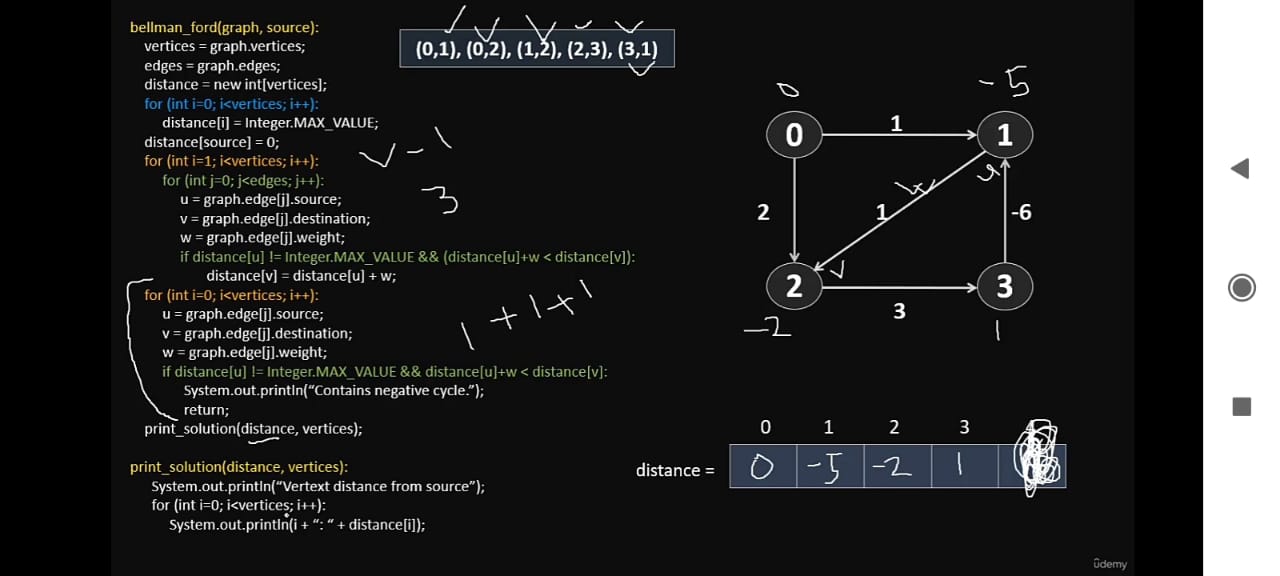 bellman_ford(graph, source):
vertices = graph.vertices;
edges = graph.edges;
distance = new int[vertices];
for (int i=0; i<vertices; i++):
distance[i] = Integer.MAX_VALUE;
distance[source] = 0;
for (int i=1; i<vertices; i++):
for (int j=0; j<edges; j++):
u = graph.edge[j].source;
v = graph.edge[j].destination;
w = graph.edge[j].weight;
if distance[u] != Integer.MAX_VALUE && (distance[u]+w < distance[v]):
distance[v] = distance[u] + w;
for (int i=0; i<vertices; i++):
u = graph.edge[j].source;
v = graph.edge[j].destination;
w = graph.edge[j].weight;
if distance[u] != Integer.MAX_VALUE && distance[u]+w < distance[v]:
System.out.println(“Contains negative cycle.”);
return;
print_solution(distance, vertices);
print_solution(distance, vertices):
System.out.println(“Vertext distance from source”);
for (int i=0; i<vertices; i++):
System.out.println(i + “: “ + distance[i]);
(0,1), (0,2), (1,2), (2,3), (3,1)
v - 1
3
1 + 1 + 1
0 -5
0 1 1
u
w
2 1 -6
v
2 3
3
-2 1
0 1 2 3
distance = 0 -5 -2 1
ûdemy